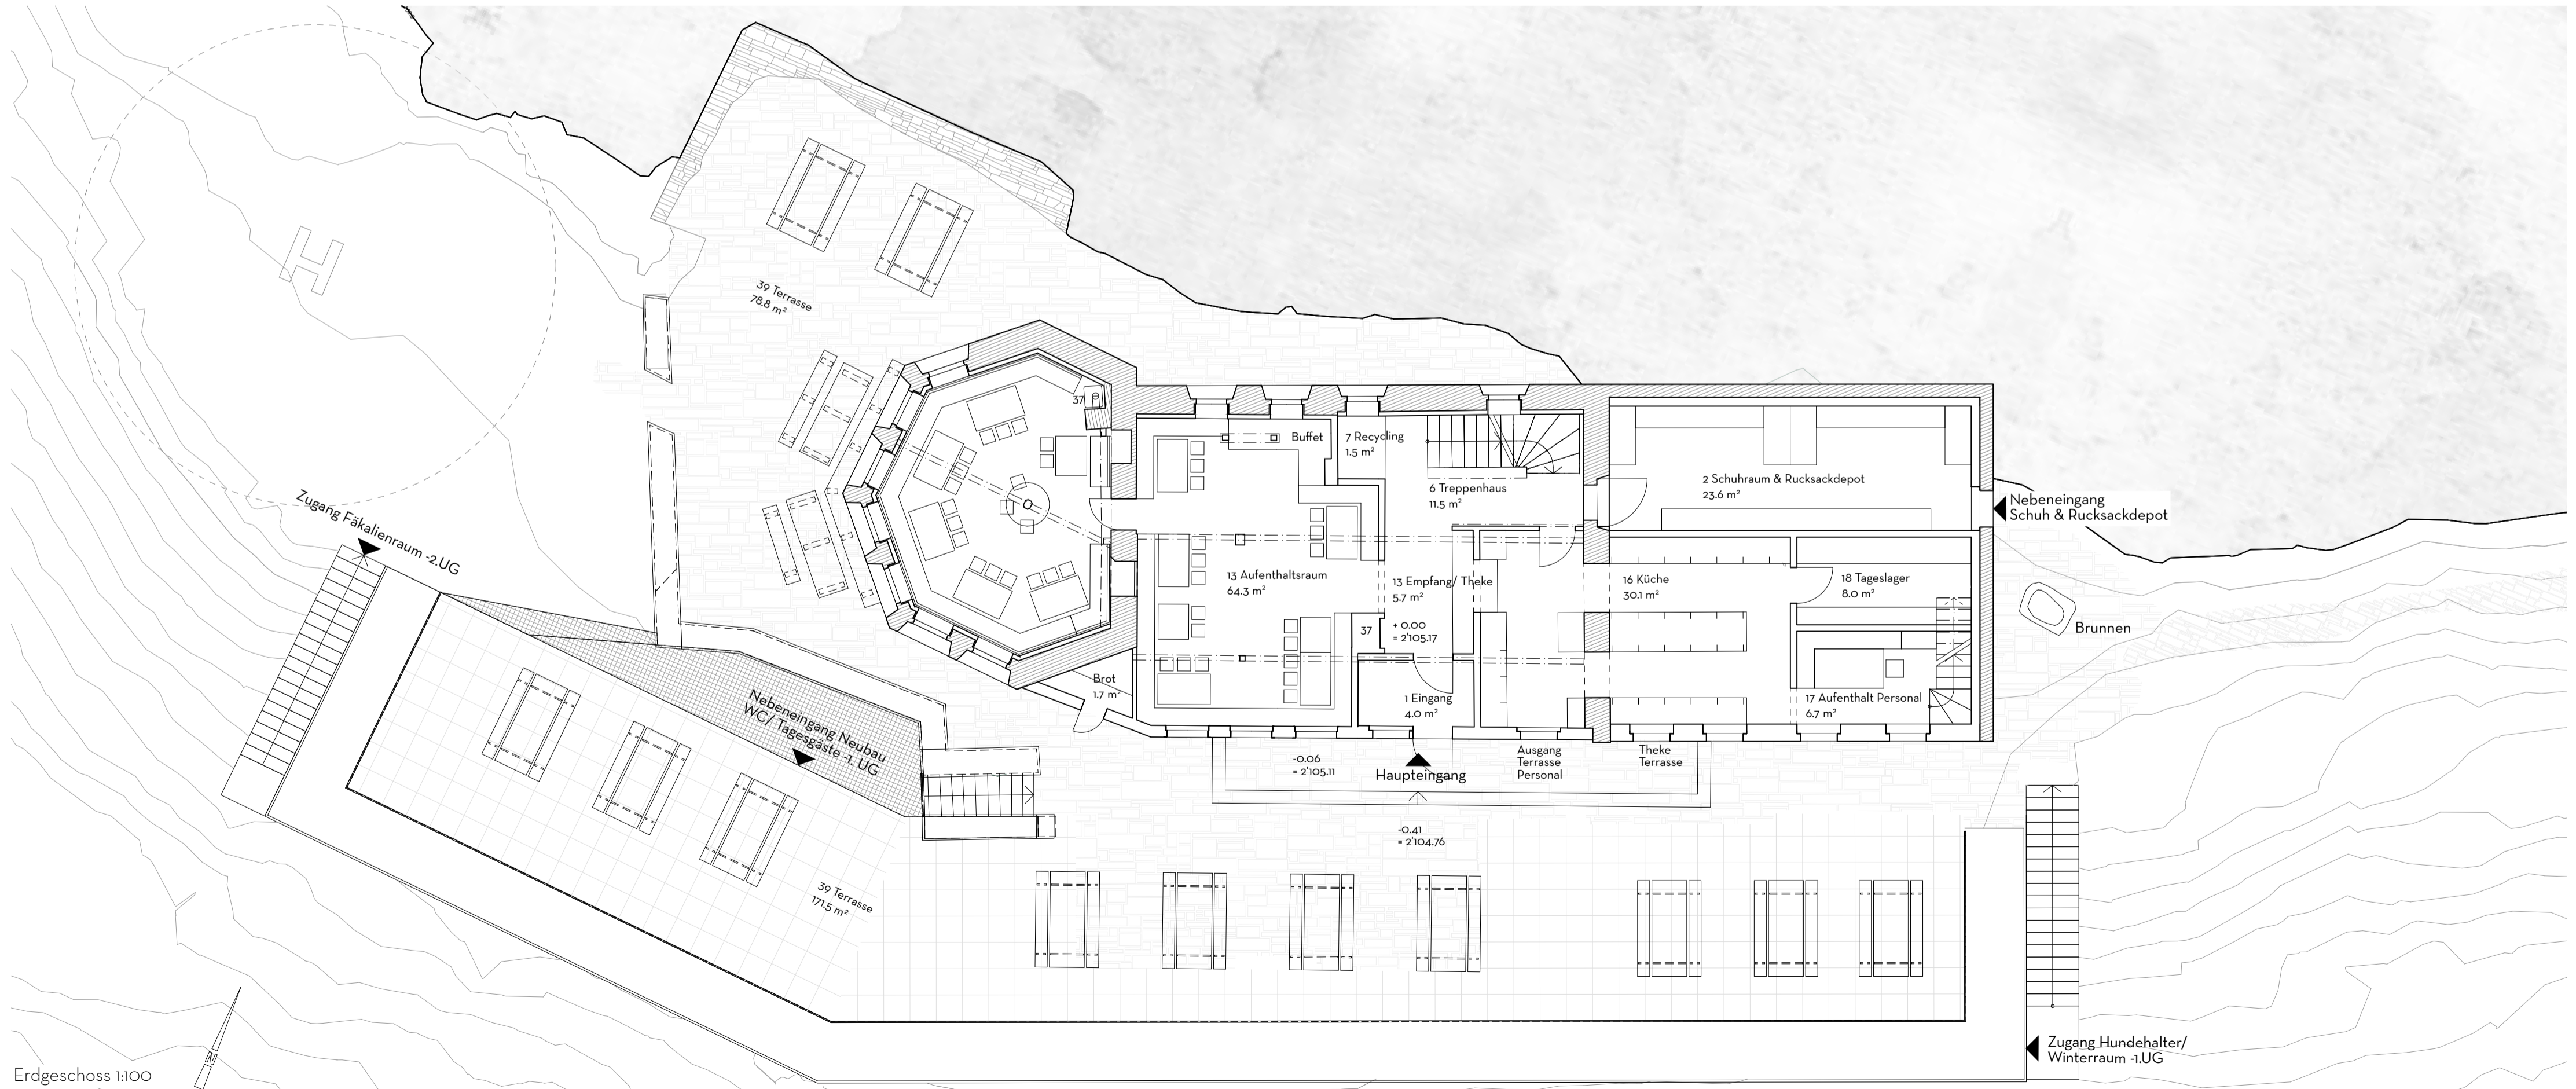 H
39 Terrasse
78.8 m²
37
Buffet
7 Recycling
1.5 m²
6 Treppenhaus
11.5 m²
2 Schuhraum & Rucksackdepot
23.6 m²
Nebeneingang
Schuh & Rucksackdepot
Zugang Fäkalienraum -2.UG
13 Aufenthaltsraum
64.3 m²
13 Empfang/ Theke
5.7 m²
+ 0.00
= 2'105.17
37
16 Küche
30.1 m²
18 Tageslager
8.0 m²
Brunnen
Brot
1.7 m²
1 Eingang
4.0 m²
17 Aufenthalt Personal
6.7 m²
Nebeneingang Neubau
WC/ Tagesgäste -1. UG
-0.06
= 2'105.11
Haupteingang
Ausgang
Terrasse
Personal
Theke
Terrasse
-0.41
= 2'104.76
39 Terrasse
171.5 m²
Zugang Hundehalter/
Winterraum -1.UG
N
Erdgeschoss 1:100